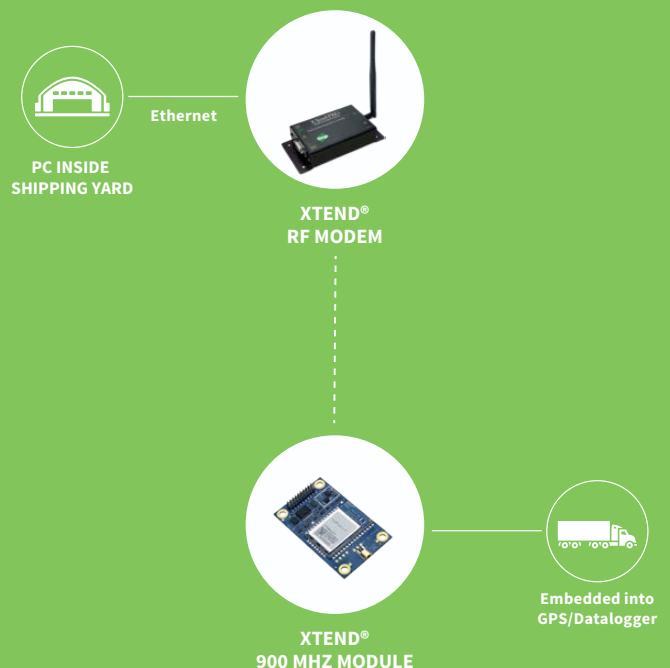 Ethernet
PC INSIDE
SHIPPING YARD
XTEND®
RF MODEM
Embedded into
GPS/Datalogger
XTEND®
900 MHZ MODULE